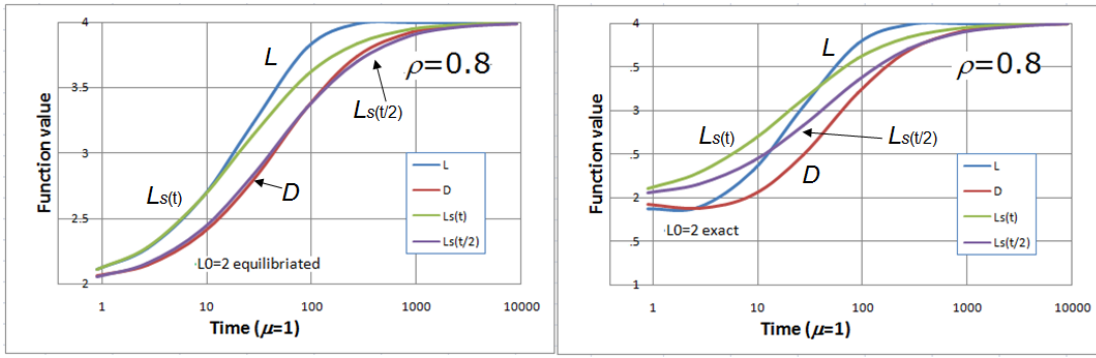 4
3.5
3
2.5
2
Function value
1
10
100
1000
10000
Time (μ=1)
L
ρ=0.8
Ls(t/2)
Ls(t)
D
L0=2 equilibriated
L
D
Ls(t)
Ls(t/2)
4
.5
3
.5
2
.5
1
Function value
1
10
100
1000
10000
Time (μ=1)
L
ρ=0.8
Ls(t)
Ls(t/2)
D
L0=2 exact
L
D
Ls(t)
Ls(t/2)